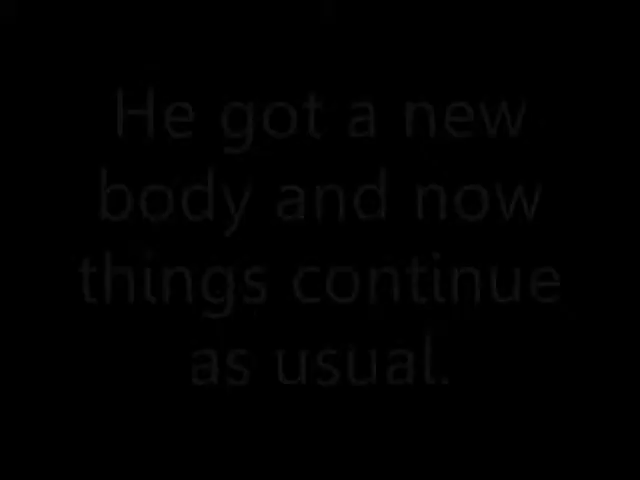 He got a new
body and now
things continue
as usual.